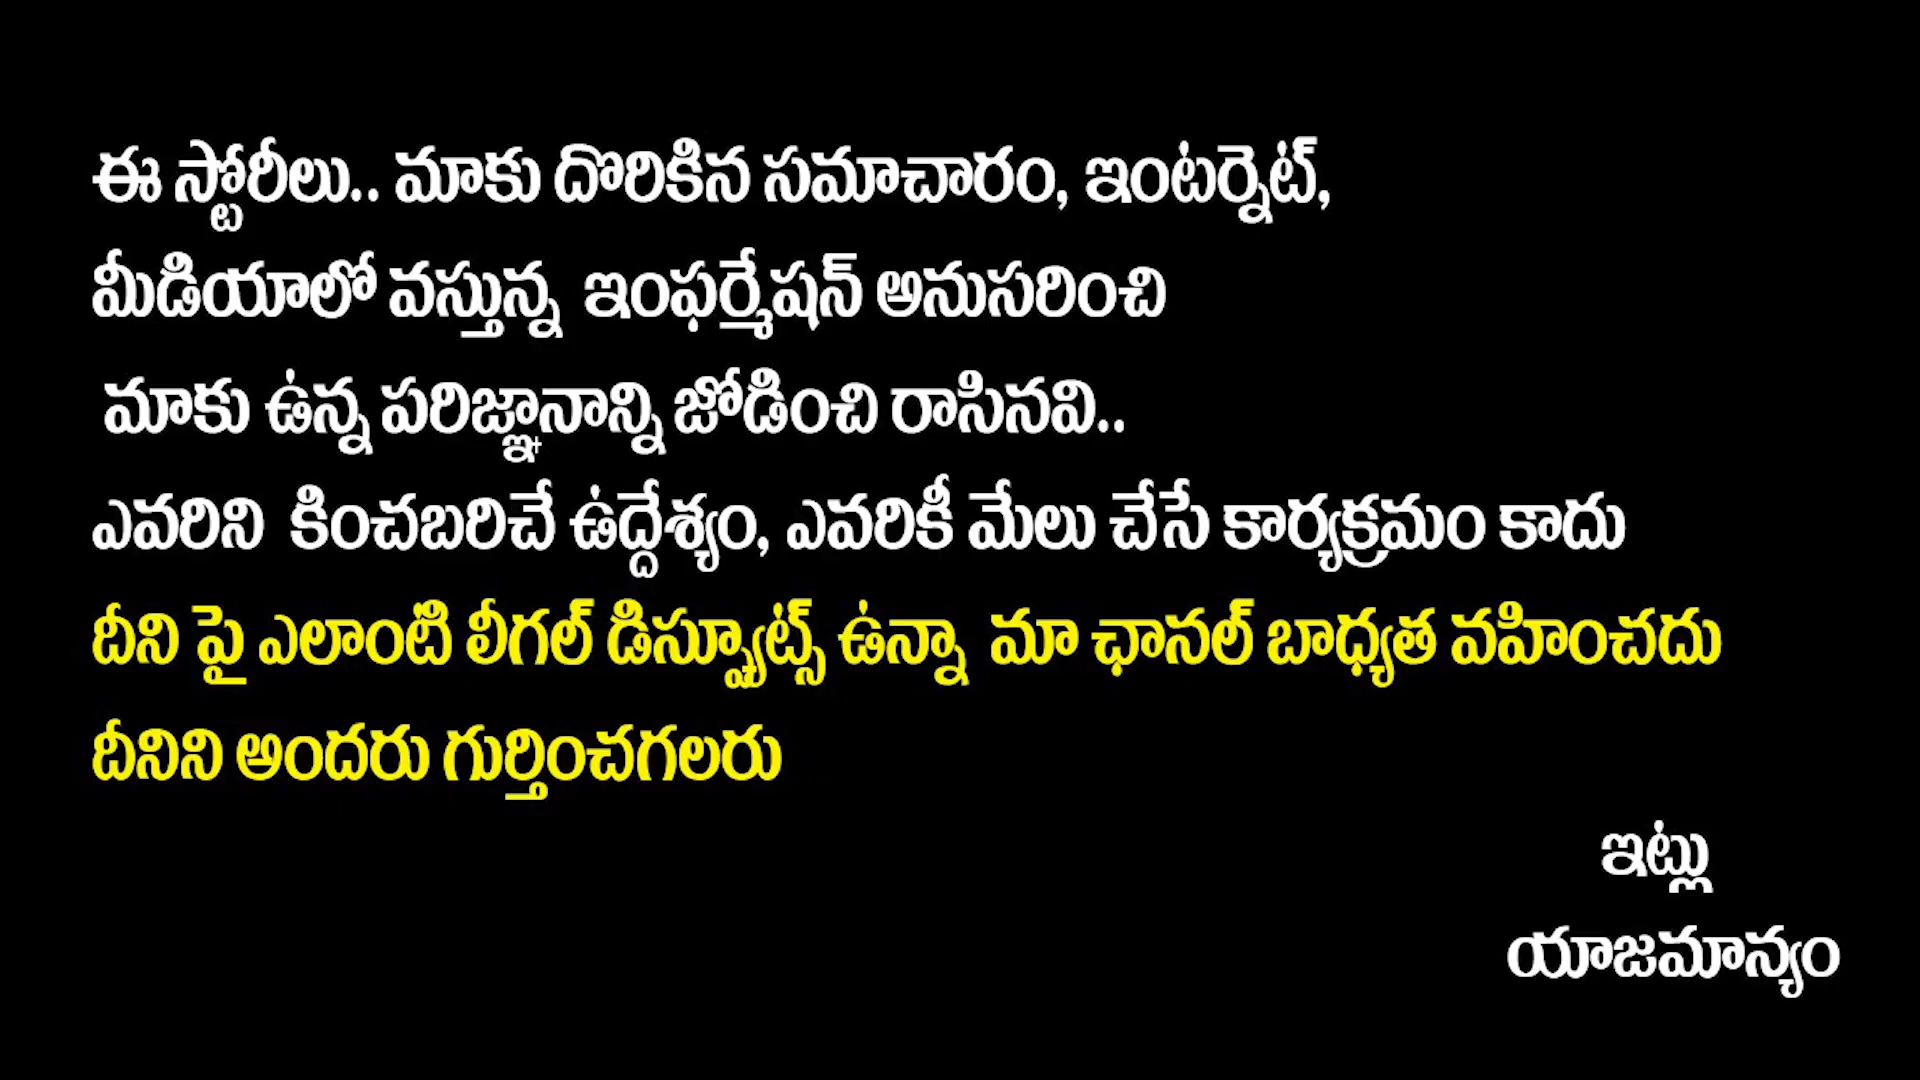 ఈ స్టోరీలు.. మాకు దొరికిన సమాచారం, ఇంటర్నెట్,
మీడియాలో వస్తున్న ఇంఫర్మేషన్ అనుసరించి
మాకు ఉన్న పరిజ్ఞానాన్ని జోడించి రాసినవి..
ఎవరిని కించబరిచే ఉద్దేశ్యం, ఎవరికీ మేలు చేసే కార్యక్రమం కాదు
దీని పై ఎలాంటి లీగల్ డిస్ప్యూట్స్ ఉన్నా మా ఛానల్ బాధ్యత వహించదు
దీనిని అందరు గుర్తించగలరు
ఇట్లు
యాజమాన్యం